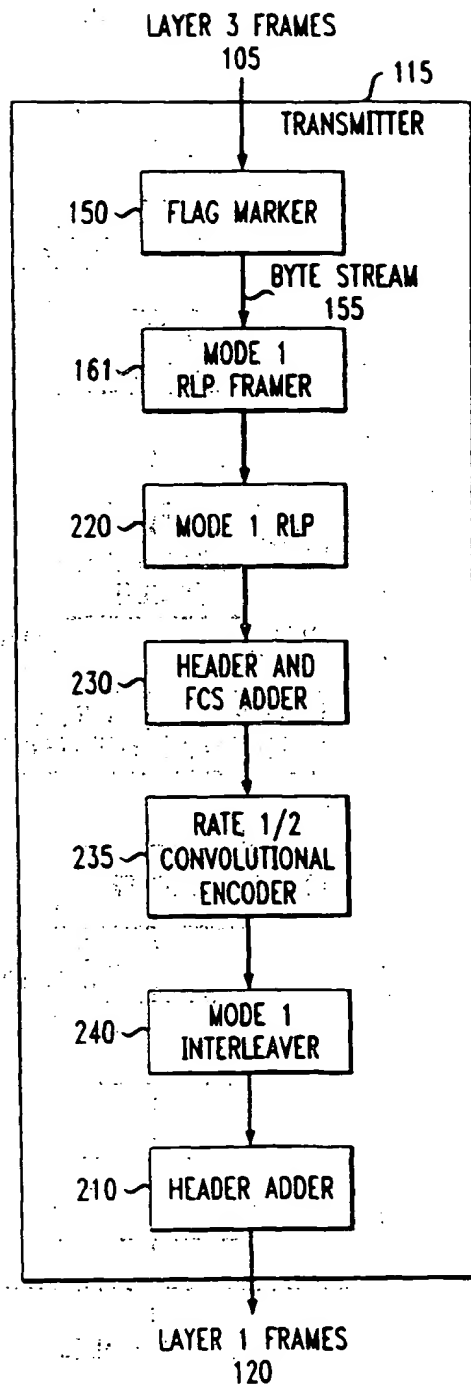 LAYER 3 FRAMES
105
115
TRANSMITTER
150
FLAG MARKER
BYTE STREAM
155
161
MODE 1
RLP FRAMER
220
MODE 1 RLP
230
HEADER AND
FCS ADDER
235
RATE 1/2
CONVOLUTIONAL
ENCODER
240
MODE 1
INTERLEAVER
210
HEADER ADDER
LAYER 1 FRAMES
120